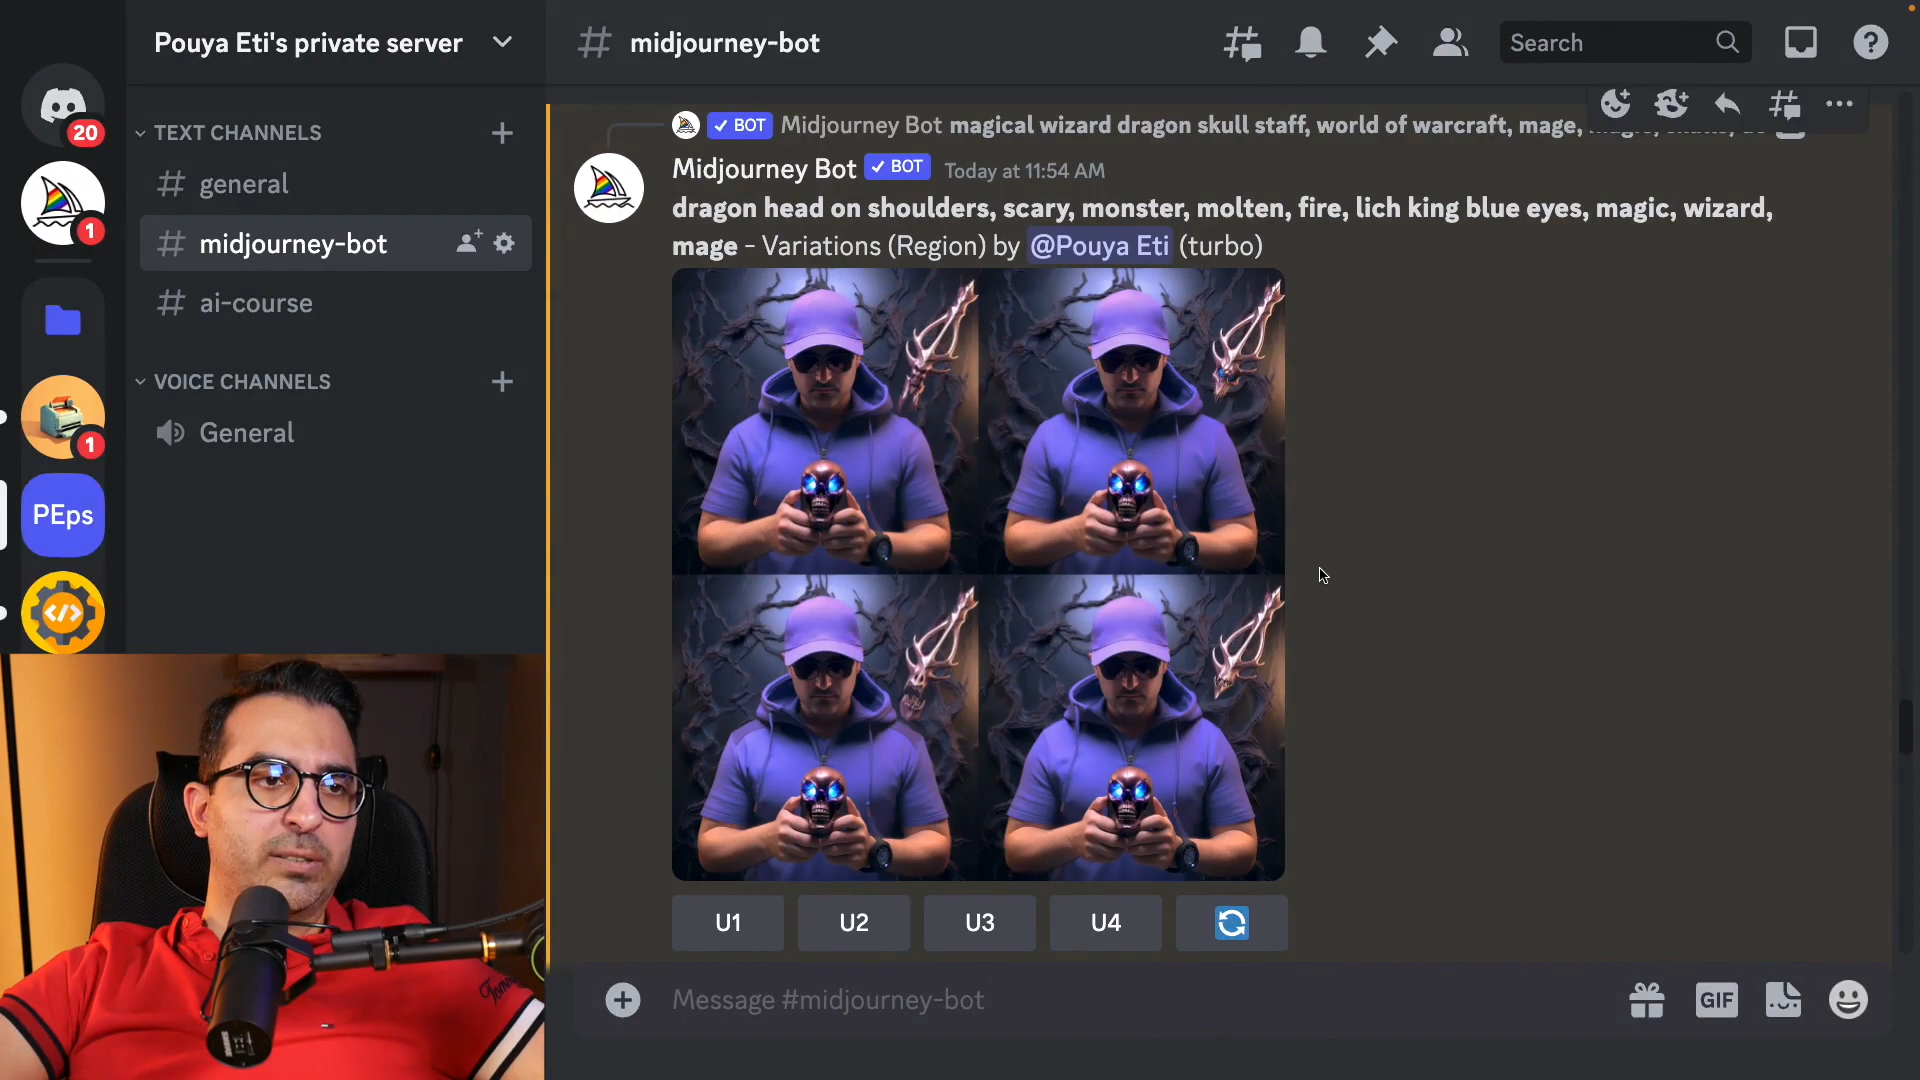 Pouya Eti's private server
midjourney-bot
Search
20
1
1
PEps
TEXT CHANNELS
general
midjourney-bot
ai-course
VOICE CHANNELS
General
BOT Midjourney Bot magical wizard dragon skull staff, world of warcraft, mage,
Midjourney Bot BOT Today at 11:54 AM
dragon head on shoulders, scary, monster, molten, fire, lich king blue eyes, magic, wizard,
mage - Variations (Region) by @Pouya Eti (turbo)
U1 U2 U3 U4
Message #midjourney-bot
GIF